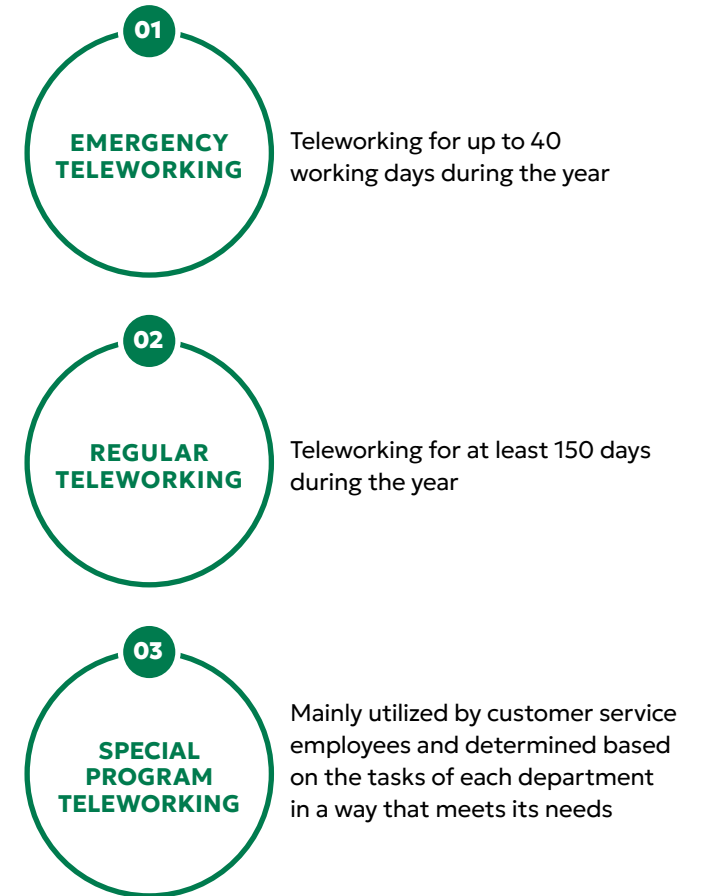 01
EMERGENCY
TELEWORKING
Teleworking for up to 40
working days during the year
02
REGULAR
TELEWORKING
Teleworking for at least 150 days
during the year
03
SPECIAL
PROGRAM
TELEWORKING
Mainly utilized by customer service
employees and determined based
on the tasks of each department
in a way that meets its needs